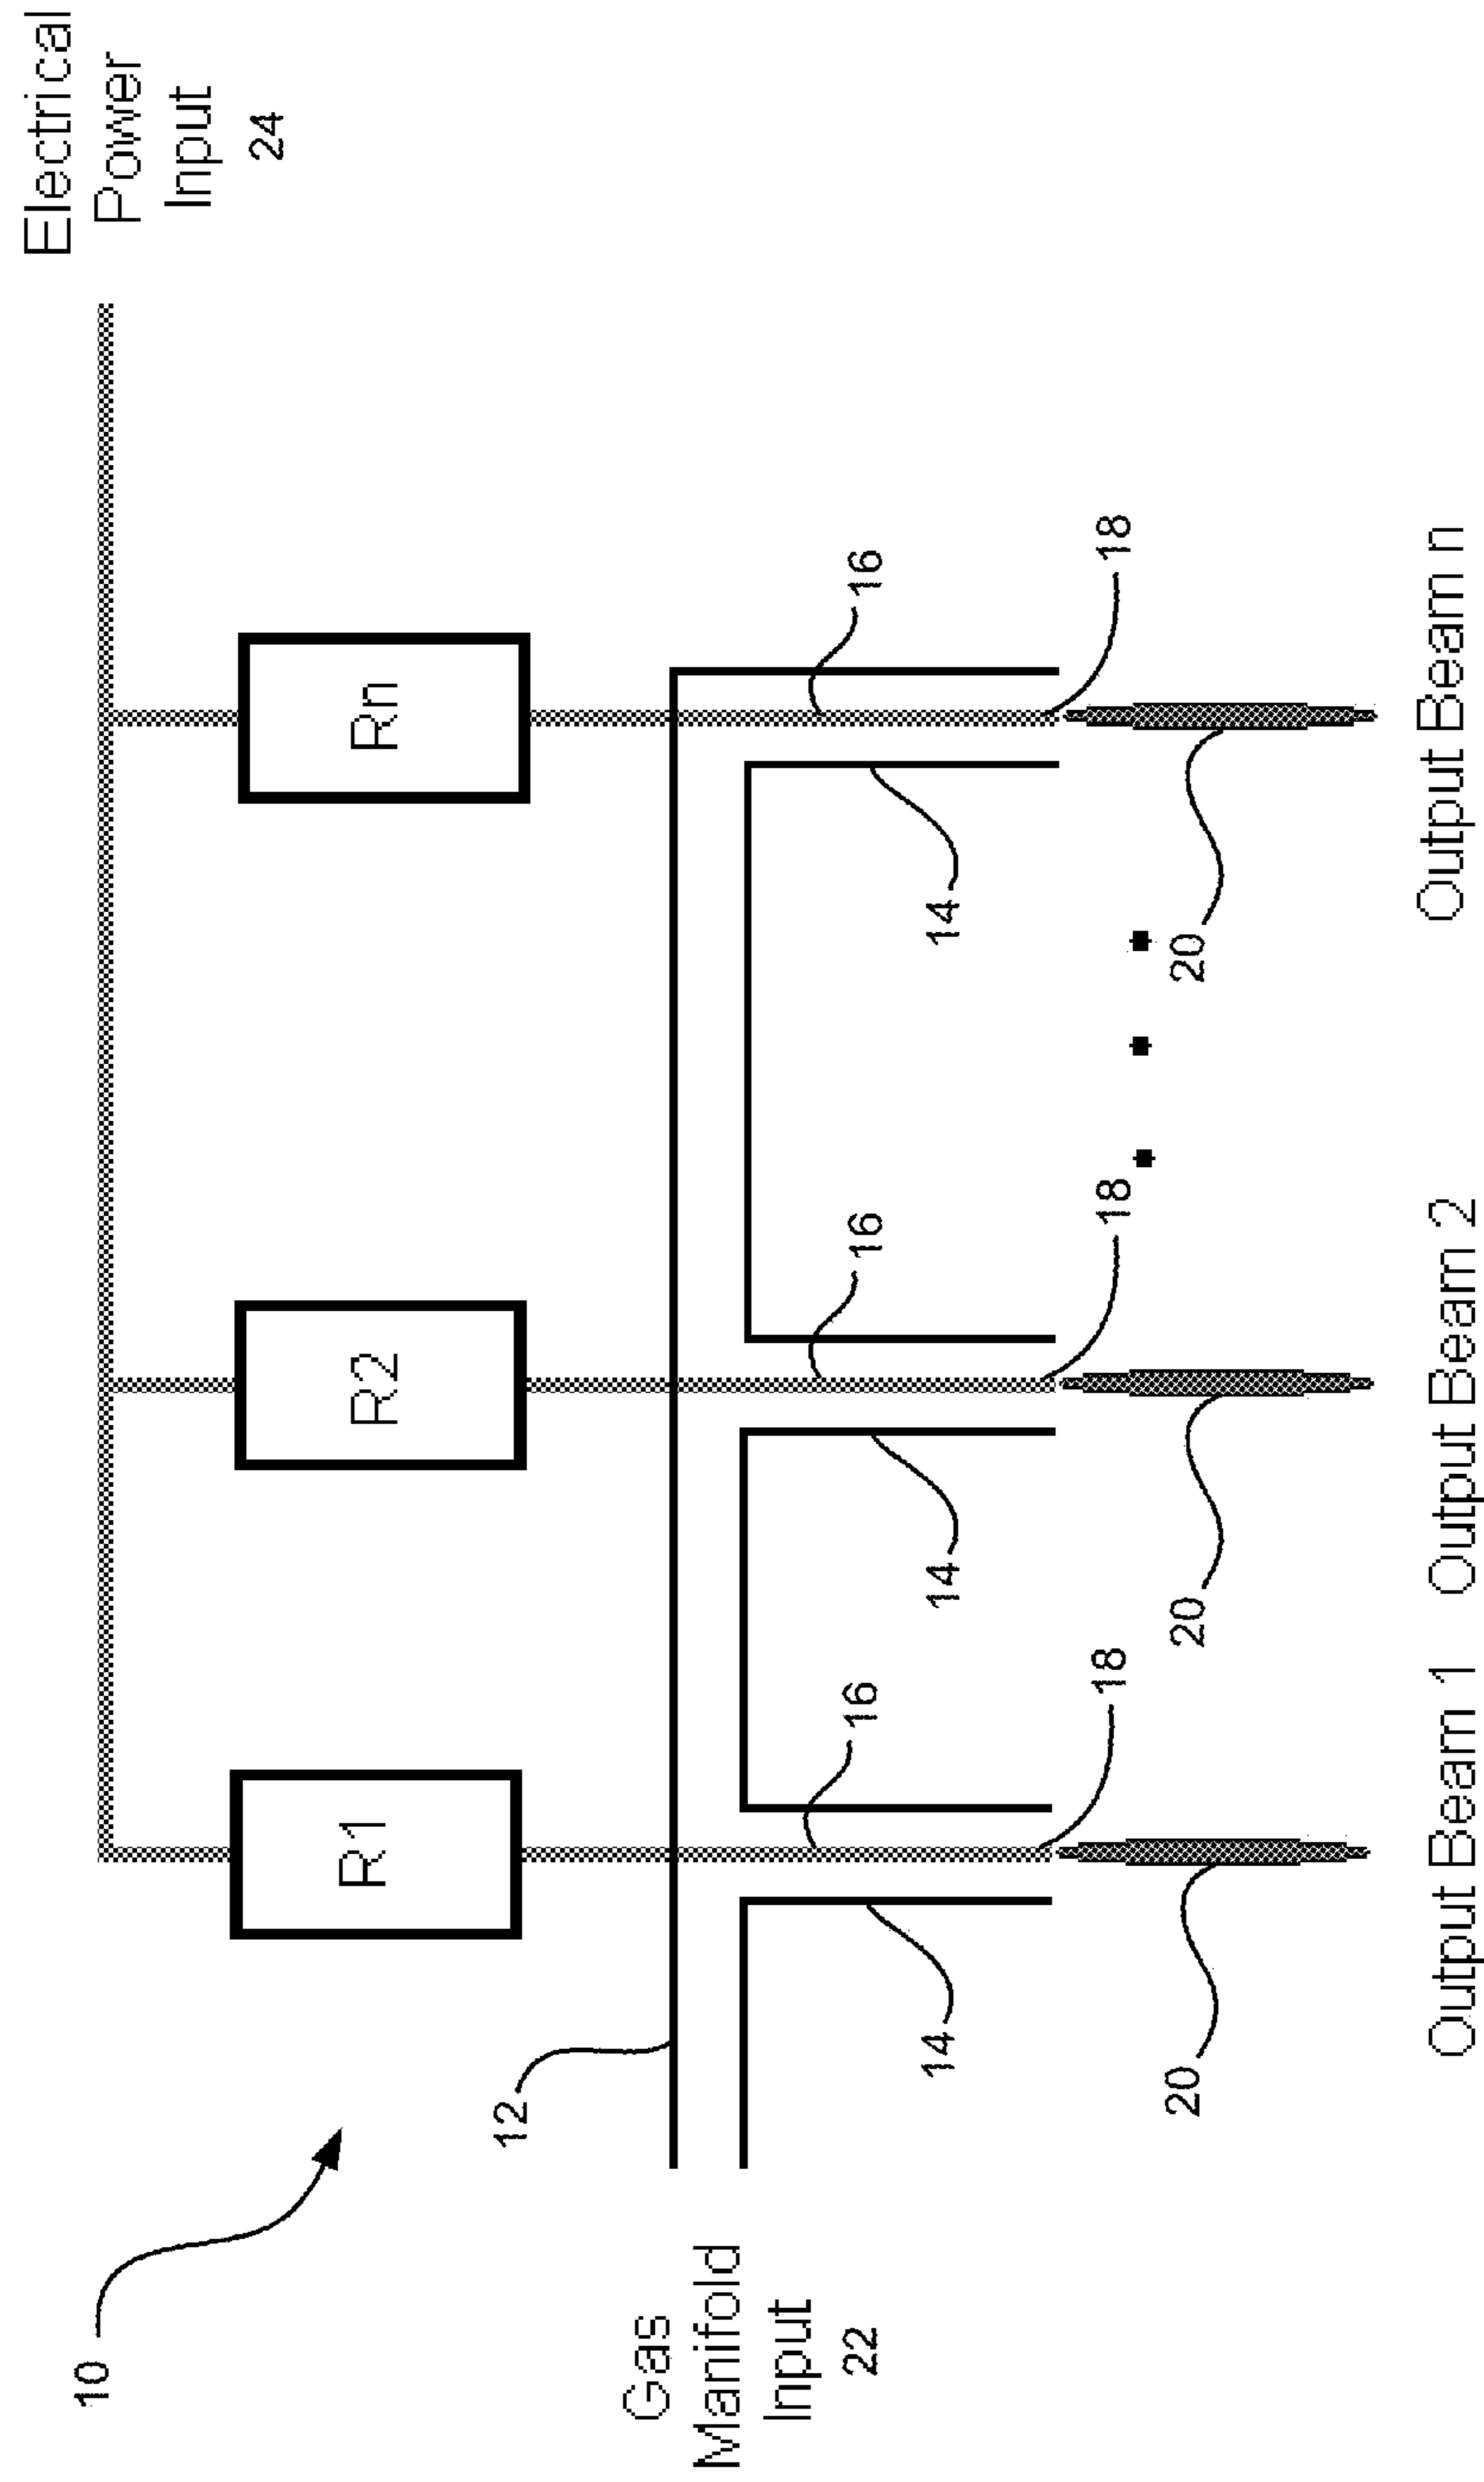 10
Electrical
Power
Input
24
R1
R2
Rn
12
Gas
Manifold
Input
22
16
16
16
14
14
14
18
18
18
20
20
20
Output Beam 1
Output Beam 2
Output Beam n